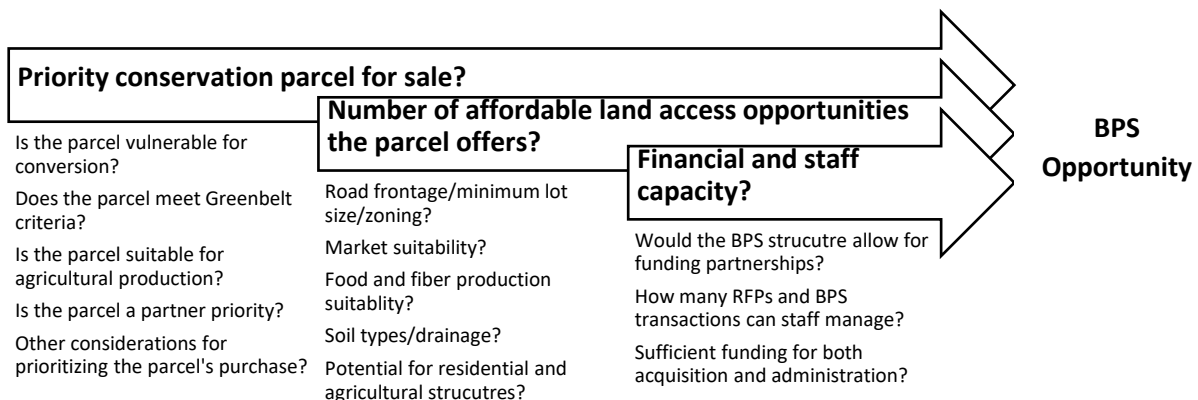 Priority conservation parcel for sale?
Is the parcel vulnerable for
conversion?
Does the parcel meet Greenbelt
criteria?
Is the parcel suitable for
agricultural production?
Is the parcel a partner priority?
Other considerations for
prioritizing the parcel's purchase?
Number of affordable land access opportunities
the parcel offers?
Road frontage/minimum lot
size/zoning?
Market suitability?
Food and fiber production
suitablity?
Soil types/drainage?
Potential for residential and
agricultural strucutres?
Financial and staff
capacity?
Would the BPS strucutre allow for
funding partnerships?
How many RFPs and BPS
transactions can staff manage?
Sufficient funding for both
acquisition and administration?
BPS
Opportunity